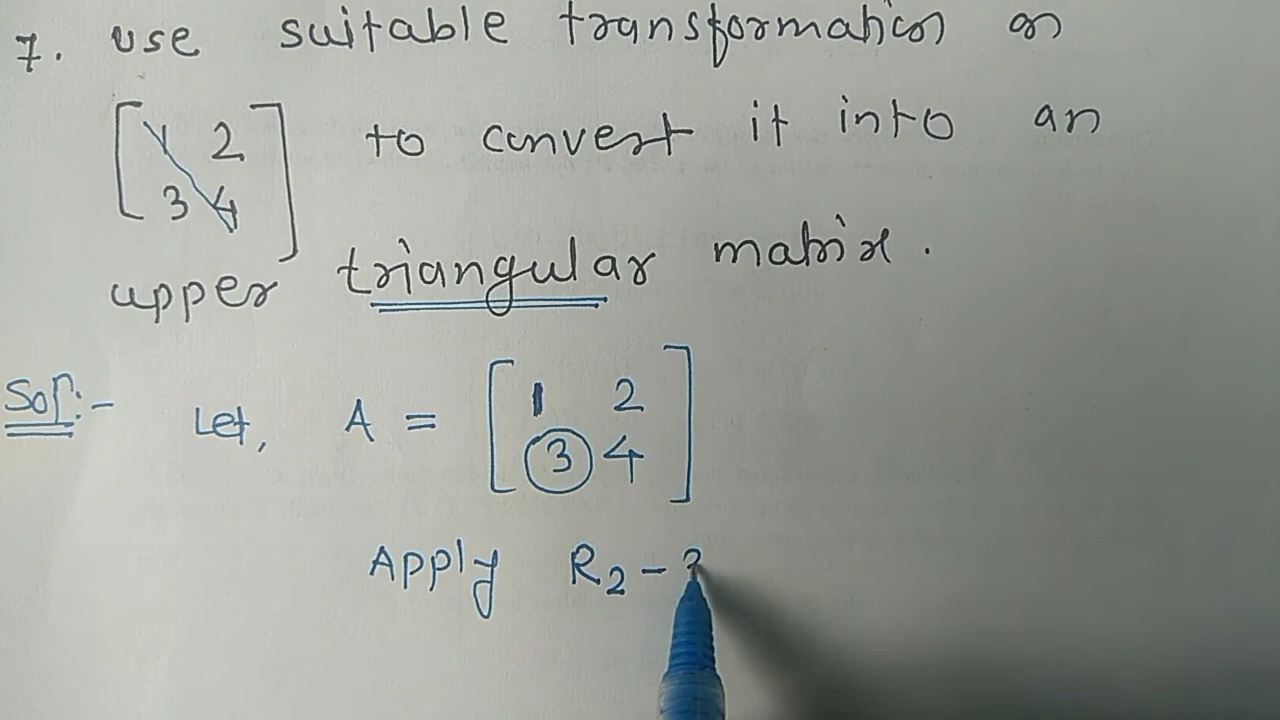 7. use suitable transformation on
[1 2
3 4] to convert it into an
upper triangular matrix.
Sol:- Let, A = [1 2
3 4]
Apply R2 -